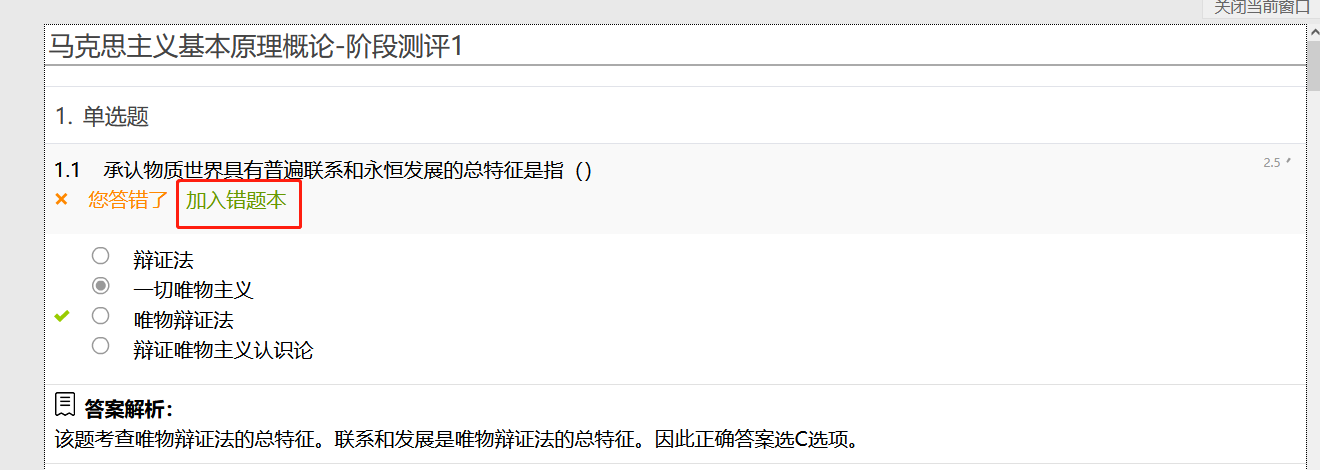 关闭当前窗口
马克思主义基本原理概论-阶段测评1
1. 单选题
1.1 承认物质世界具有普遍联系和永恒发展的总特征是指（） 2.5
您答错了 加入错题本
辩证法
一切唯物主义
唯物辩证法
辩证唯物主义认识论
答案解析：
该题考查唯物辩证法的总特征。联系和发展是唯物辩证法的总特征。因此正确答案选C选项。